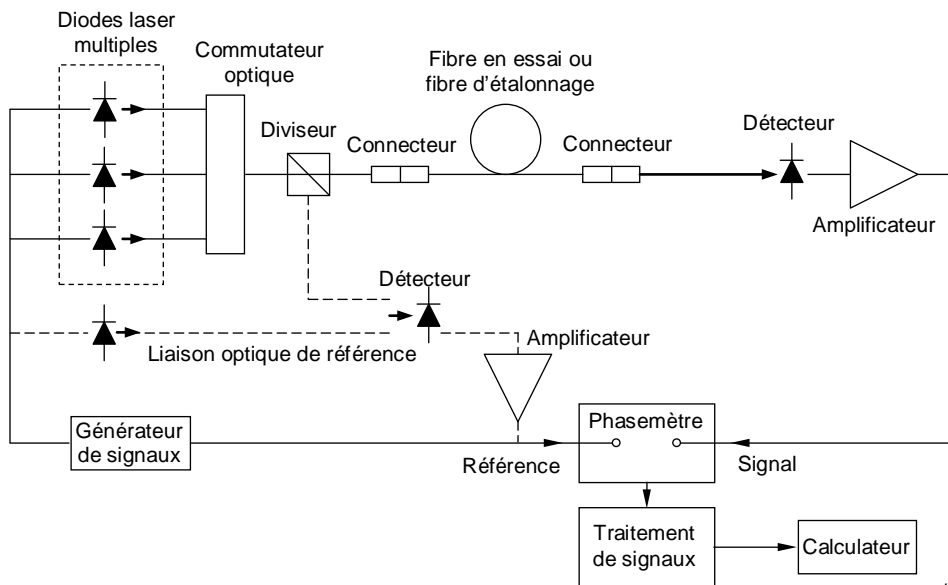 Diodes laser
multiples
Commutateur
optique
Fibre en essai ou
fibre d'étalonnage
Diviseur
Connecteur
Connecteur
Détecteur
Amplificateur
Détecteur
Liaison optique de référence
Amplificateur
Générateur
de signaux
Phasemètre
Référence
Signal
Traitement
de signaux
Calculateur